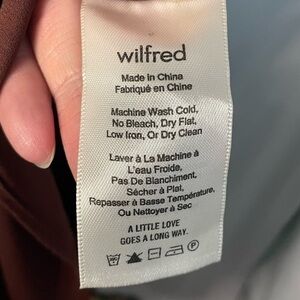 wilfred
Made in China
Fabriqué en Chine
Machine Wash Cold,
No Bleach, Dry Flat,
Low Iron, Or Dry Clean
Laver à La Machine à
L'eau Froide,
Pas De Blanchiment,
Sécher à Plat,
Repasser à Basse Température,
Ou Nettoyer à Sec
A LITTLE LOVE
GOES A LONG WAY.